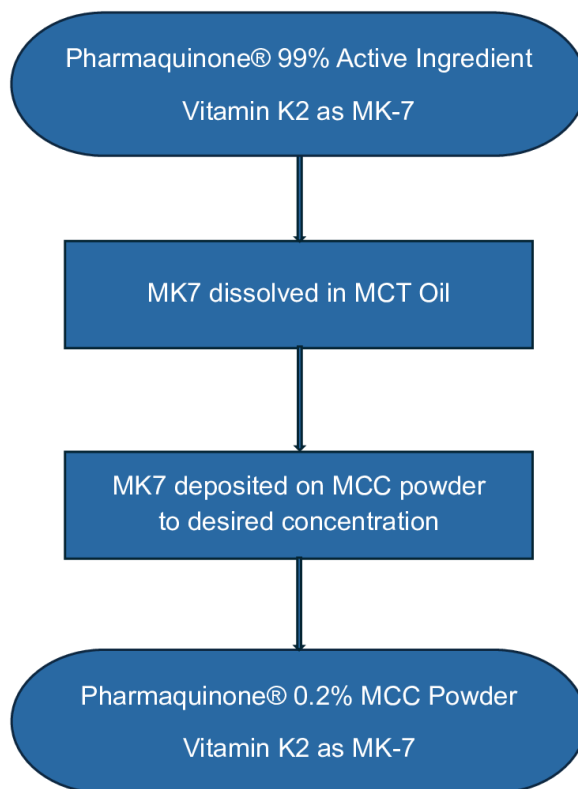 Pharmaquinone® 99% Active Ingredient
Vitamin K2 as MK-7
MK7 dissolved in MCT Oil
MK7 deposited on MCC powder
to desired concentration
Pharmaquinone® 0.2% MCC Powder
Vitamin K2 as MK-7